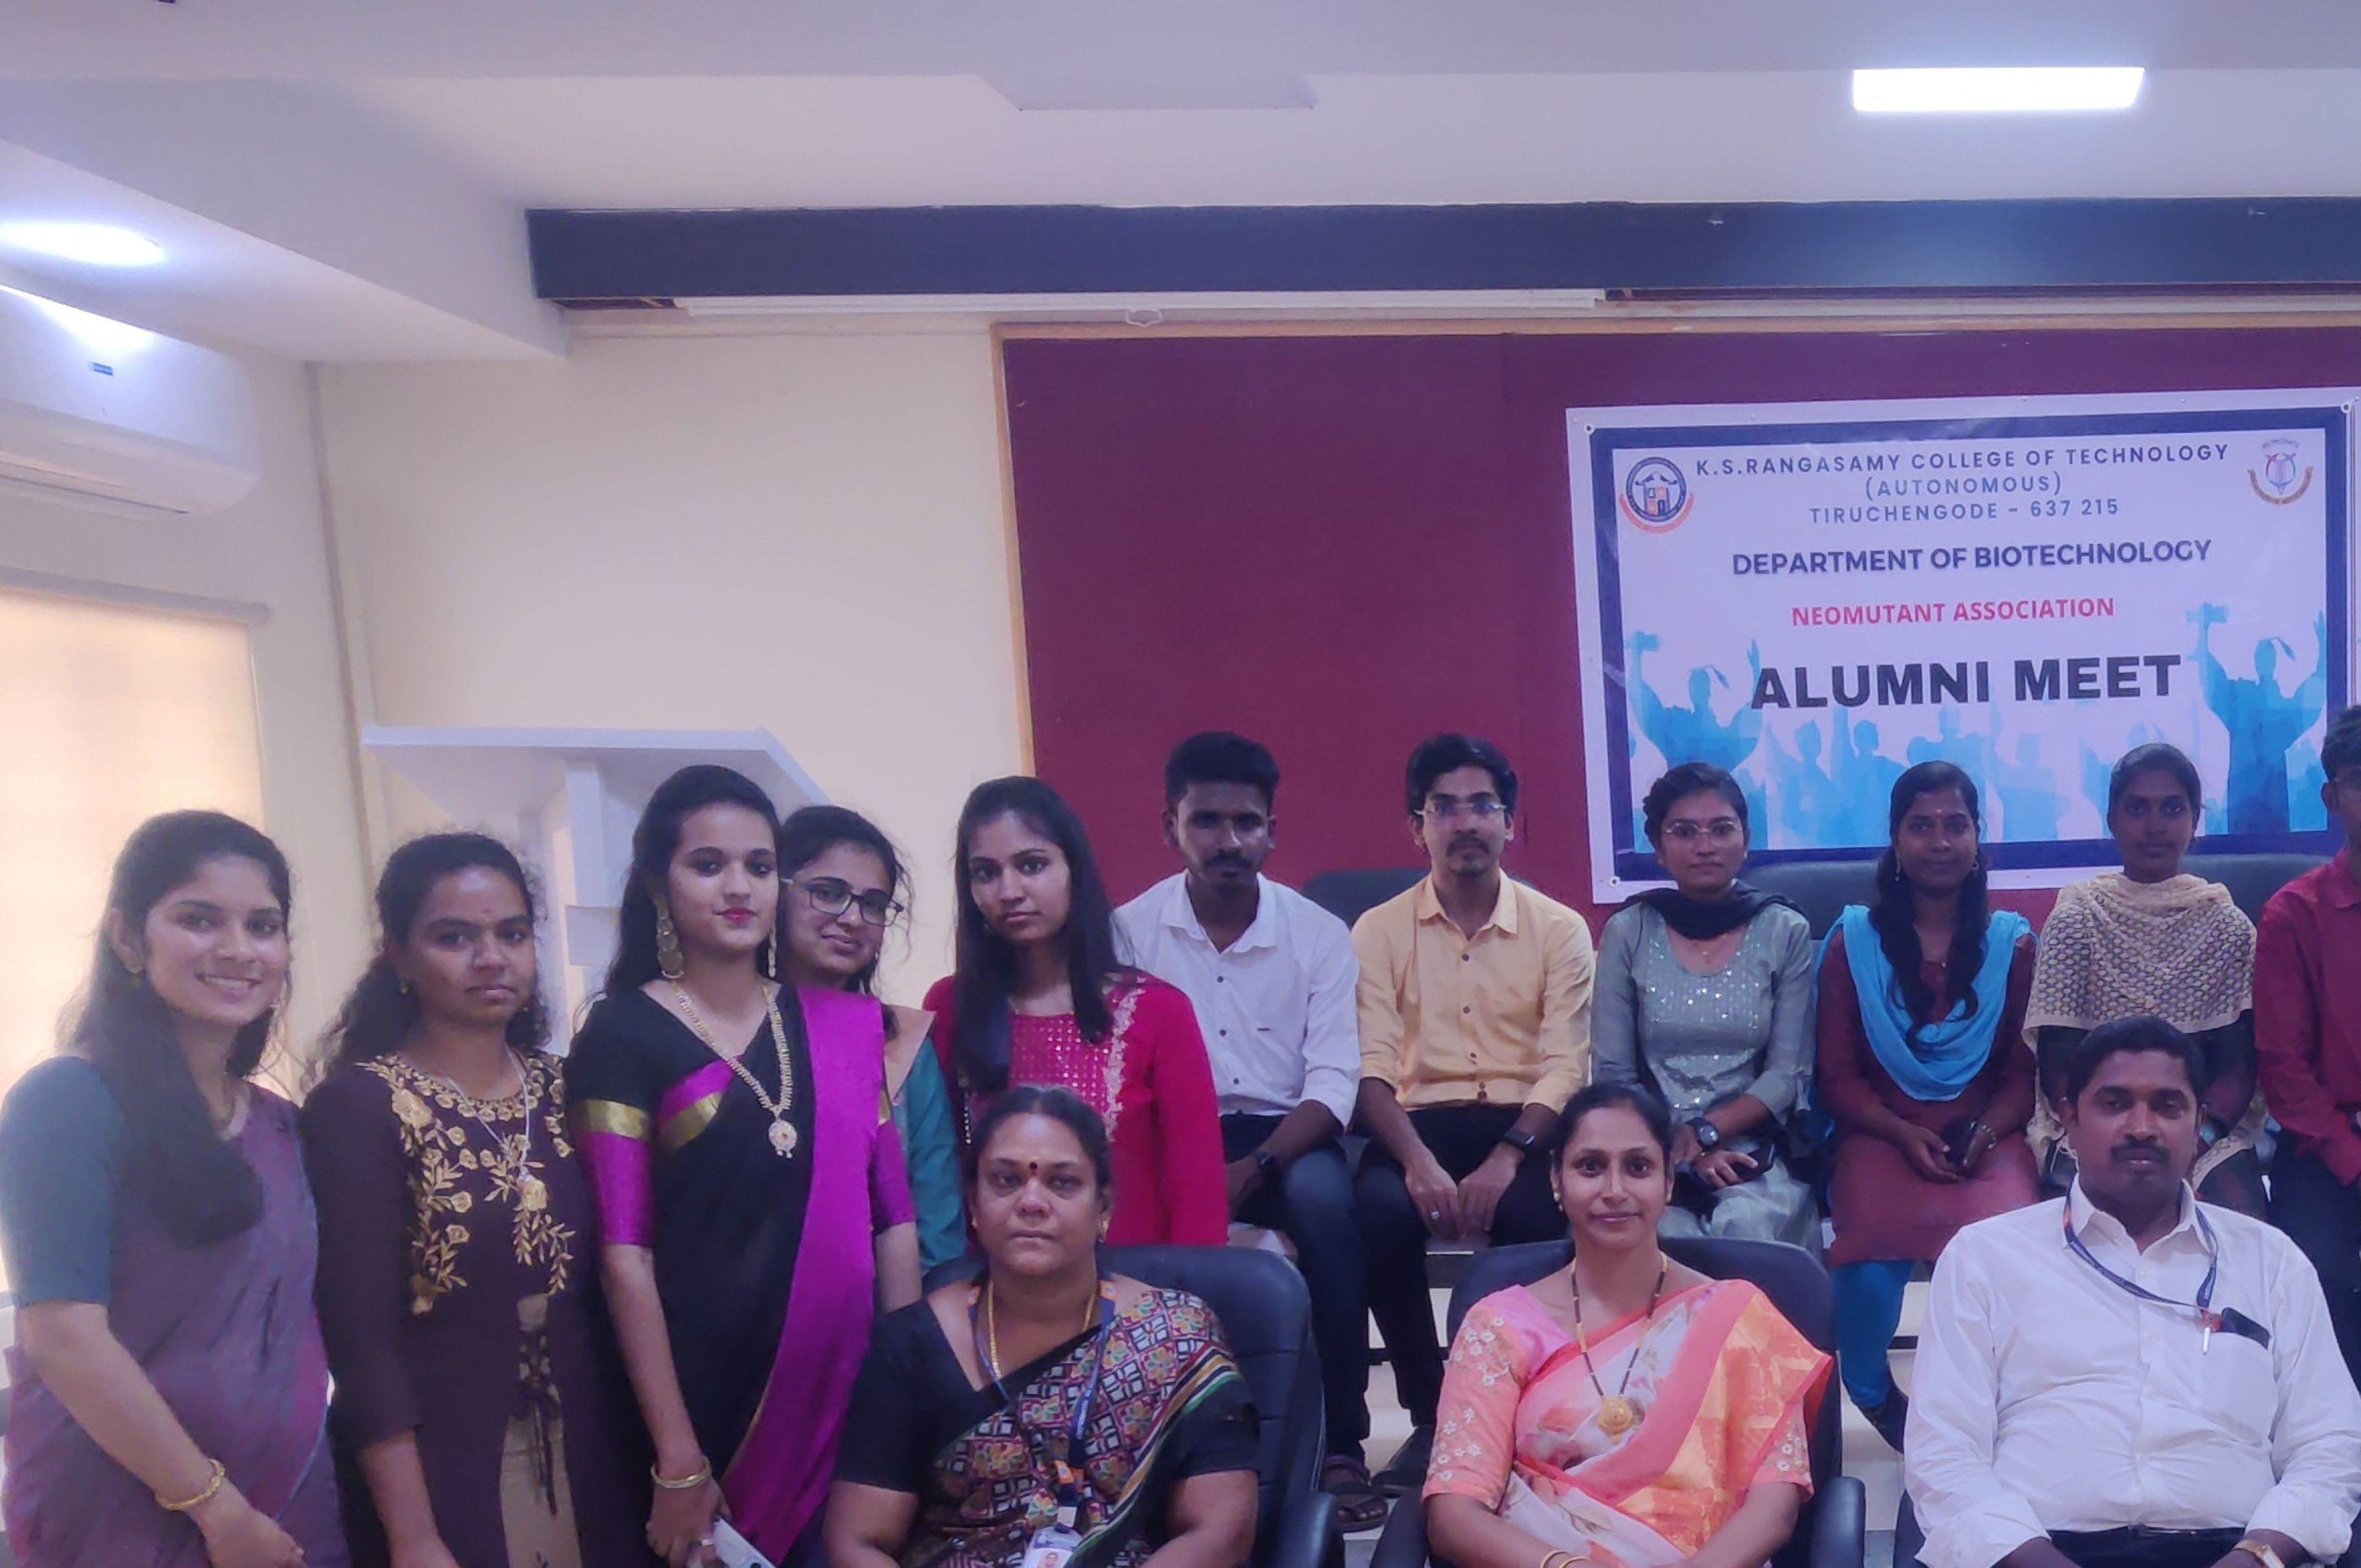 K.S.RANGASAMY COLLEGE OF TECHNOLOGY
(AUTONOMOUS)
TIRUCHENGODE - 637 215
DEPARTMENT OF BIOTECHNOLOGY
NEOMUTANT ASSOCIATION
ALUMNI MEET